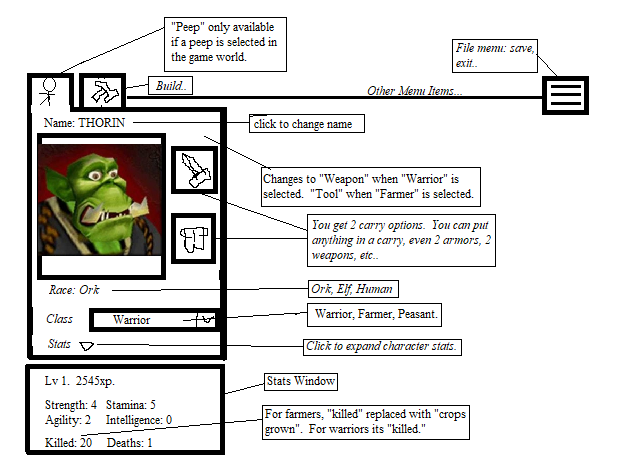 "Peep" only available
if a peep is selected in
the game world.
File menu: save,
exit..
Build..
Other Menu Items...
Name: THORIN
click to change name
Changes to "Weapon" when "Warrior" is
selected. "Tool" when "Farmer" is selected.
You get 2 carry options. You can put
anything in a carry, even 2 armors, 2
weapons, etc..
Race: Ork
Ork, Elf, Human
Class
Warrior
Warrior, Farmer, Peasant.
Stats
Click to expand character stats.
Lv 1. 2545xp.
Stats Window
Strength: 4 Stamina: 5
Agility: 2 Intelligence: 0
For farmers, "killed" replaced with "crops
grown". For warriors its "killed."
Killed: 20 Deaths: 1